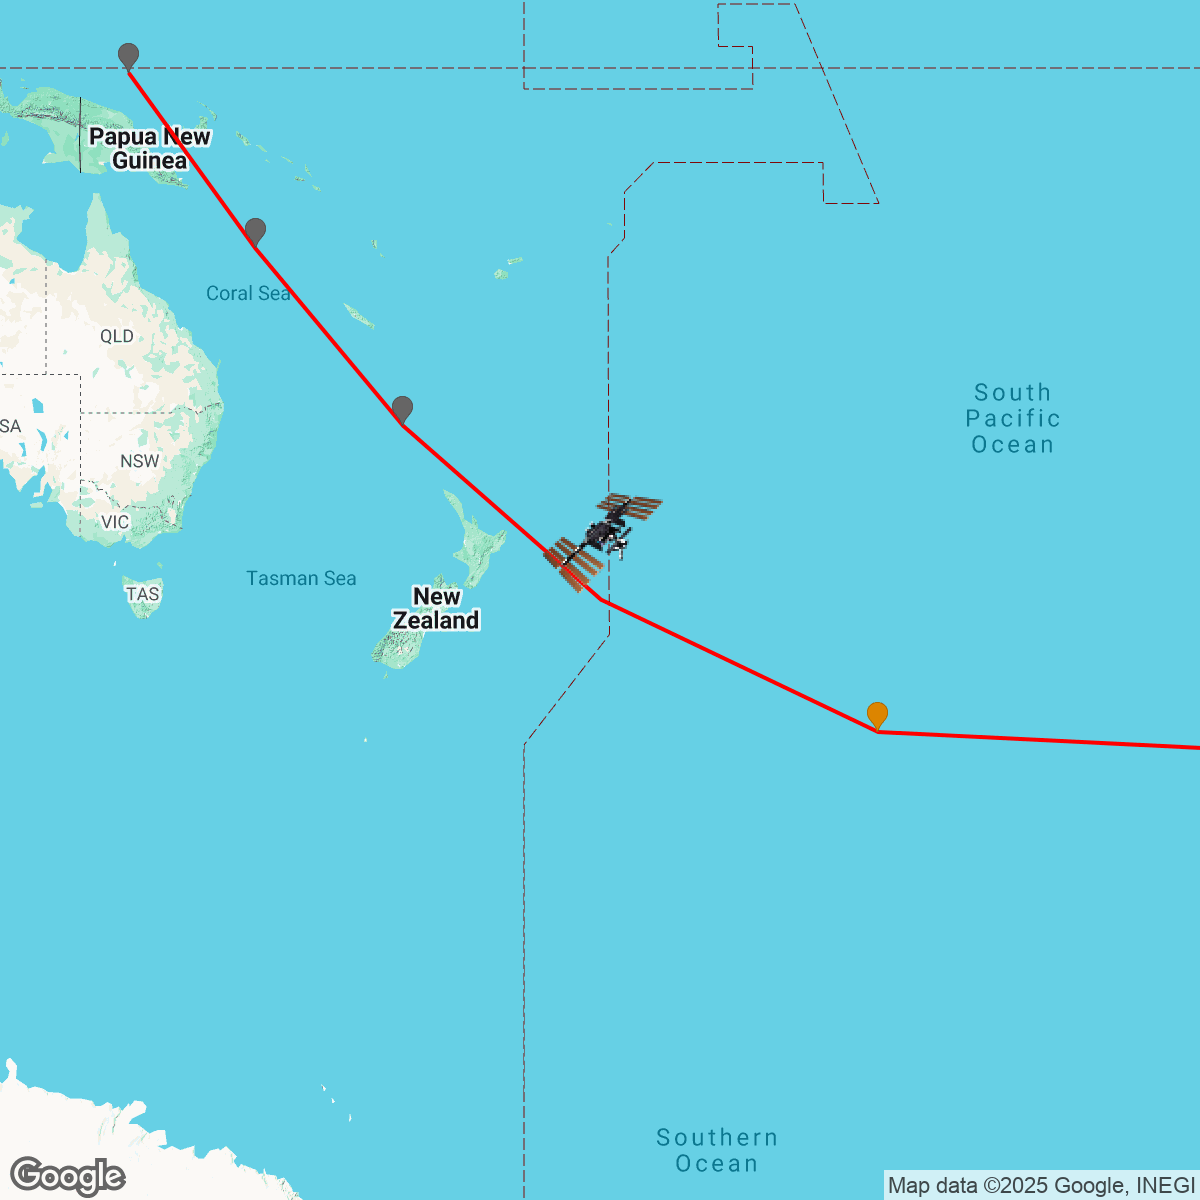 Papua New
Guinea
Coral Sea
QLD
South
Pacific
Ocean
SA
NSW
VIC
Tasman Sea
TAS
New
Zealand
Southern
Ocean
Google
Map data ©2025 Google, INEGI